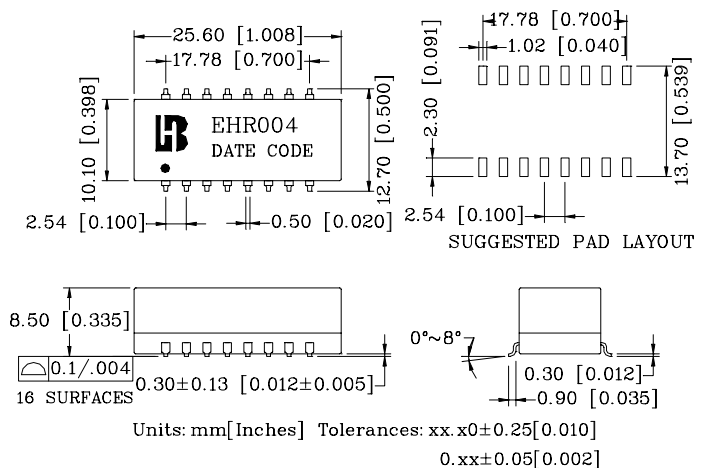 25.60 [1.008]
17.78 [0.700]
10.10 [0.398]
HB
EHR004
DATE CODE
12.70 [0.500]
2.54 [0.100]
0.50 [0.020]
17.78 [0.700]
1.02 [0.040]
2.30 [0.091]
13.70 [0.539]
2.54 [0.100]
SUGGESTED PAD LAYOUT
8.50 [0.335]
0.1/.004
16 SURFACES
0.30±0.13 [0.012±0.005]
0°~8°
0.30 [0.012]
0.90 [0.035]
Units: mm[Inches] Tolerances: xx.x0±0.25[0.010]
0.xx±0.05[0.002]